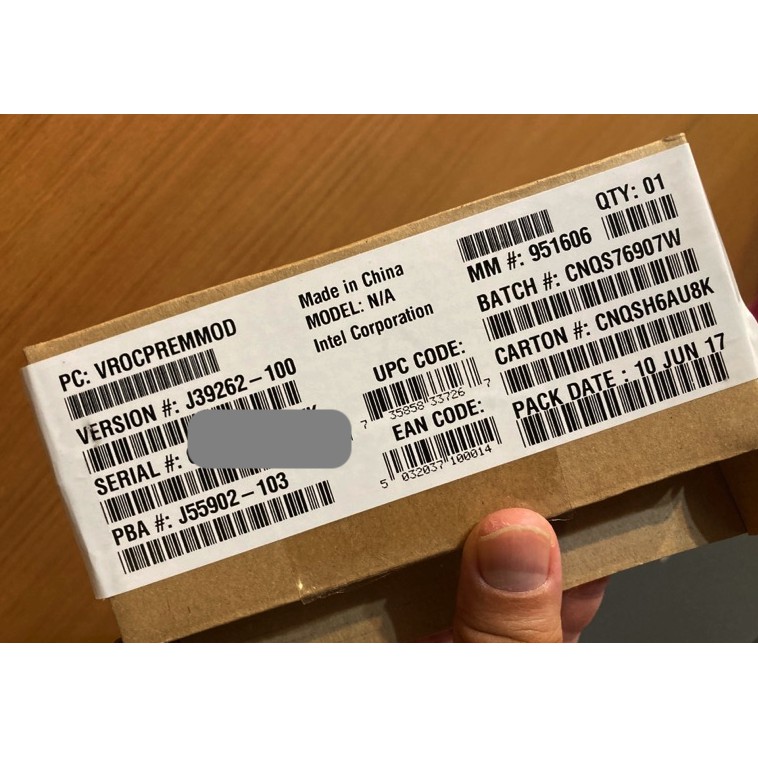 PC: VROCPREMMOD
VERSION #: J39262-100
SERIAL #:
PBA #: J55902-103
Made in China
MODEL: N/A
Intel Corporation
UPC CODE:
7 35858 33726 7
EAN CODE:
5 032037 100014
QTY: 01
MM #: 951606
BATCH #: CNQS76907W
CARTON #: CNQSH6AU8K
PACK DATE : 10 JUN 17